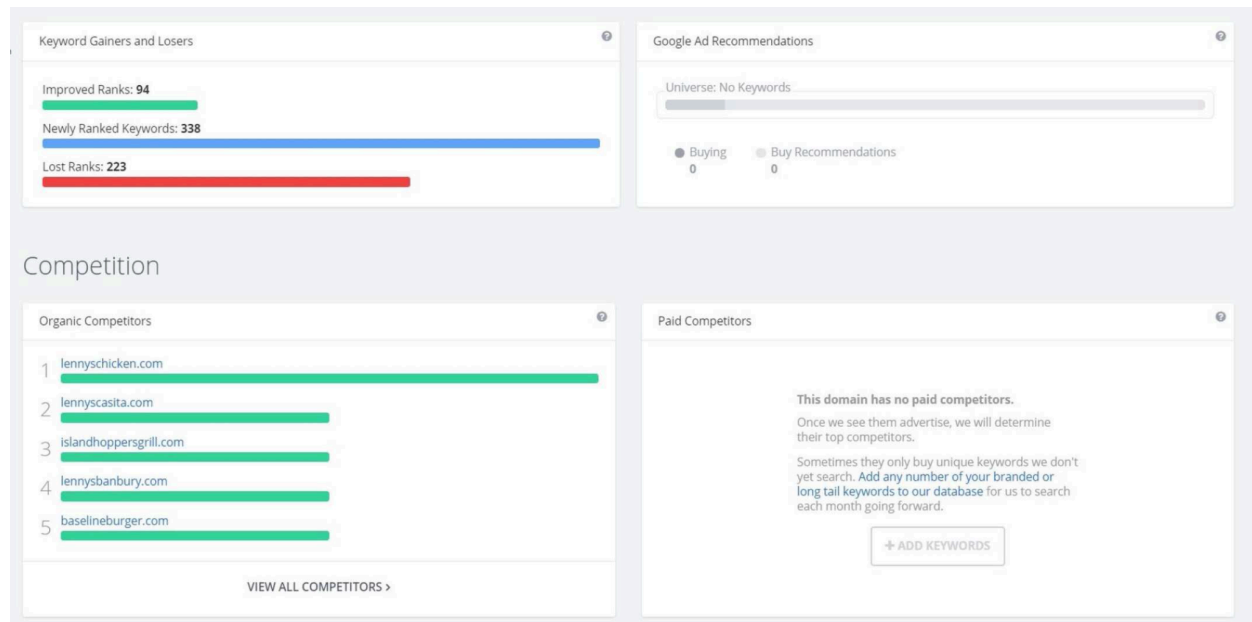 Keyword Gainers and Losers
Improved Ranks: 94
Newly Ranked Keywords: 338
Lost Ranks: 223
Google Ad Recommendations
Universe: No Keywords
Buying
0
Buy Recommendations
0
Competition
Organic Competitors
1 lennyschicken.com
2 lennyscasita.com
3 islandhoppersgrill.com
4 lennysbanbury.com
5 baselineburger.com
VIEW ALL COMPETITORS >
Paid Competitors
This domain has no paid competitors.
Once we see them advertise, we will determine
their top competitors.
Sometimes they only buy unique keywords we don't
yet search. Add any number of your branded or
long tail keywords to our database for us to search
each month going forward.
+ ADD KEYWORDS